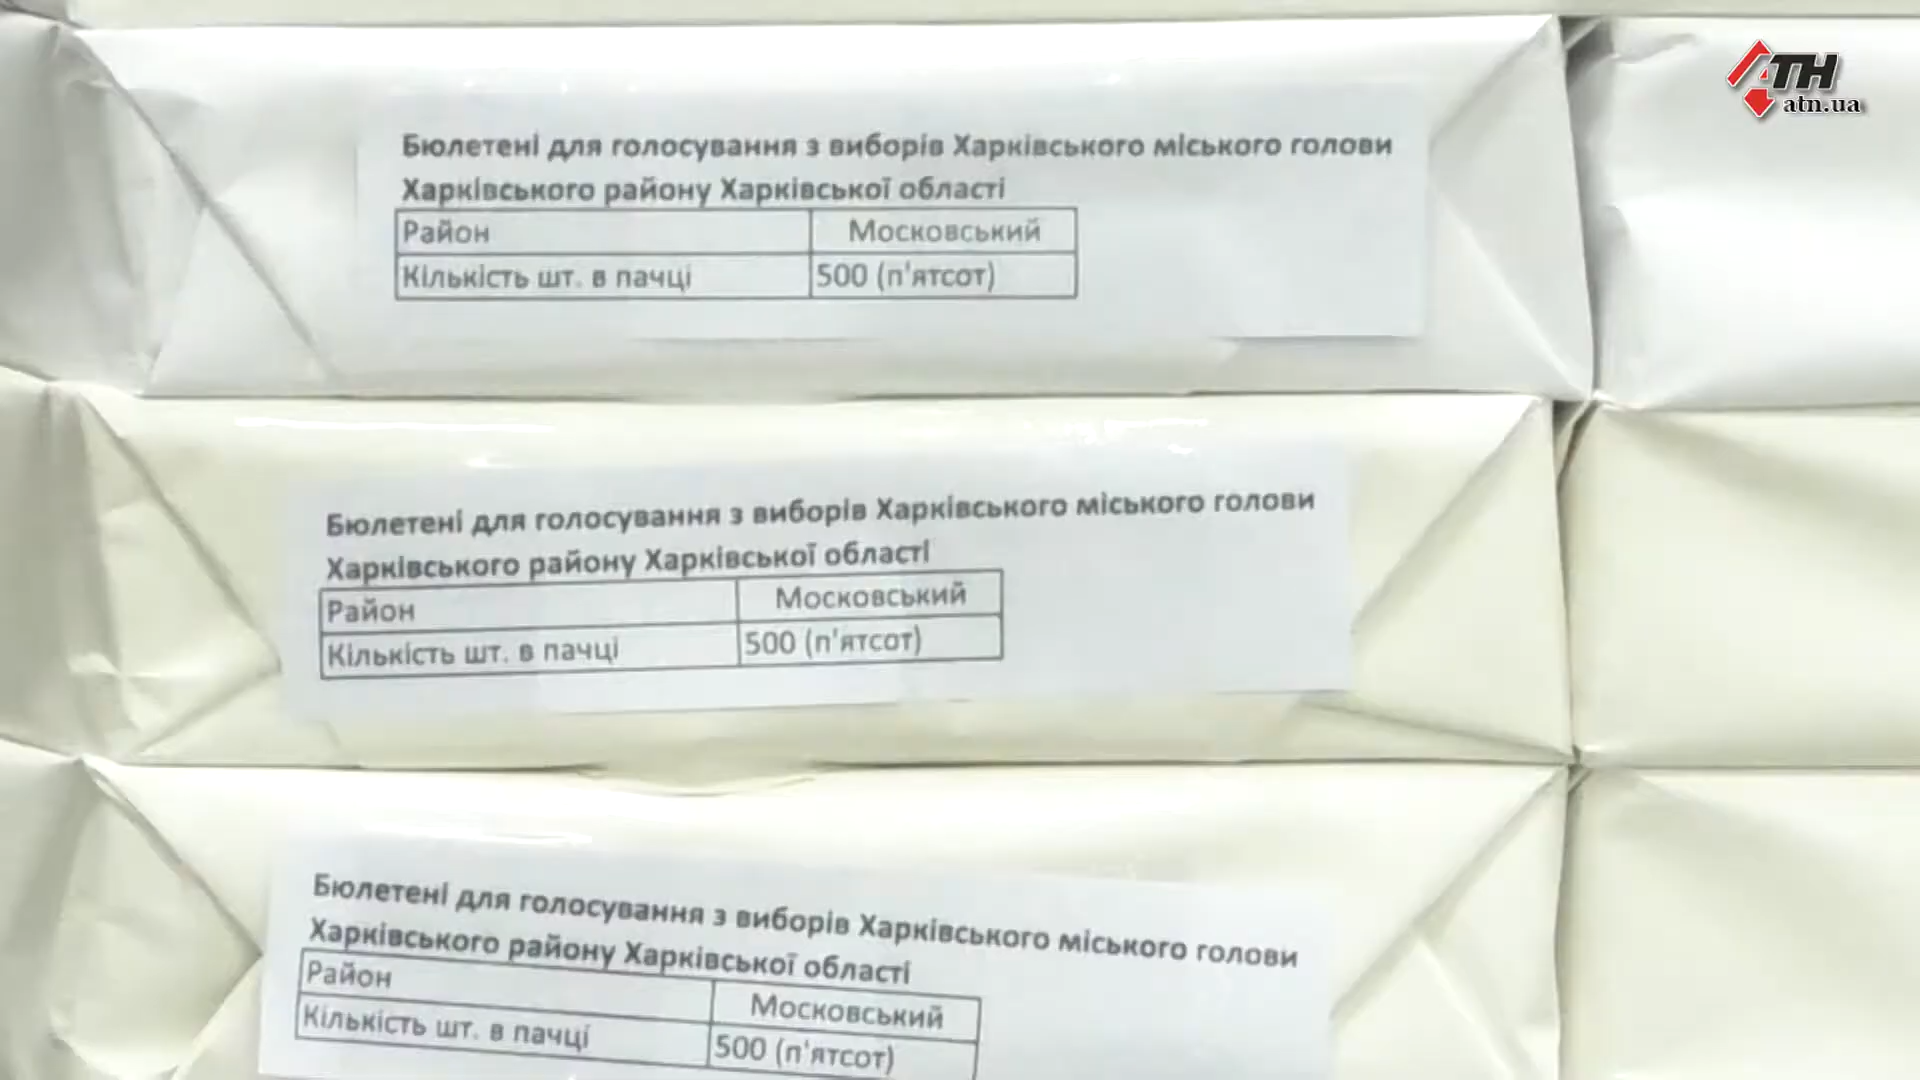 АТН
atn.ua
Бюлетені для голосування з виборів Харківського міського голови
Харківського району Харківської області
Район Московський
Кількість шт. в пачці 500 (п'ятсот)
Бюлетені для голосування з виборів Харківського міського голови
Харківського району Харківської області
Район Московський
Кількість шт. в пачці 500 (п'ятсот)
Бюлетені для голосування з виборів Харківського міського голови
Харківського району Харківської області
Район Московський
Кількість шт. в пачці 500 (п'ятсот)